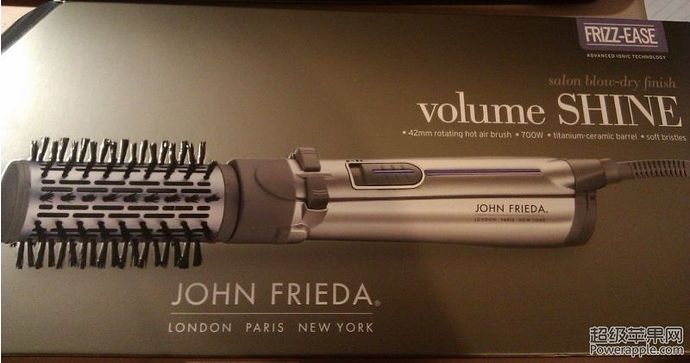 FRIZZ-EASE
ADVANCED IONIC TECHNOLOGY
salon blow-dry finish
volume SHINE
• 42mm rotating hot air brush • 700W • titanium-ceramic barrel • soft bristles
JOHN FRIEDA®
LONDON PARIS NEW YORK
JOHN FRIEDA®
LONDON PARIS NEW YORK
超级苹果网
Powerapple.com